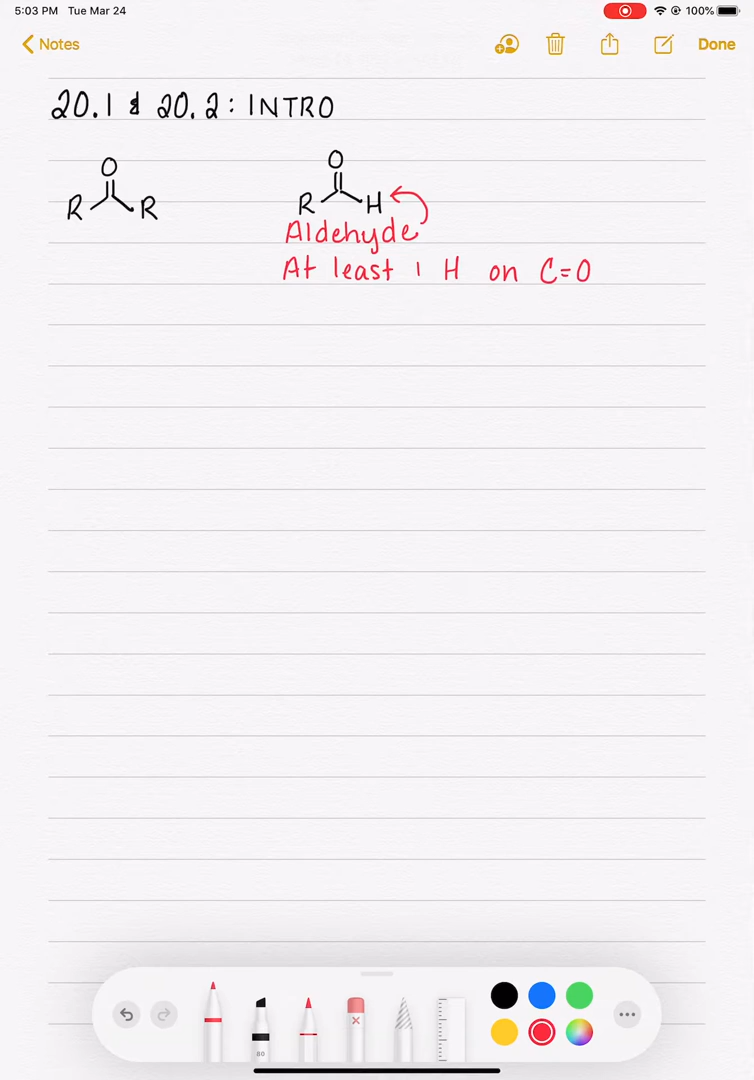 5:03 PM Tue Mar 24
100%
Notes
Done
20.1 & 20.2: INTRO
O O
R R R H
Aldehyde
At least 1 H on C=O
80